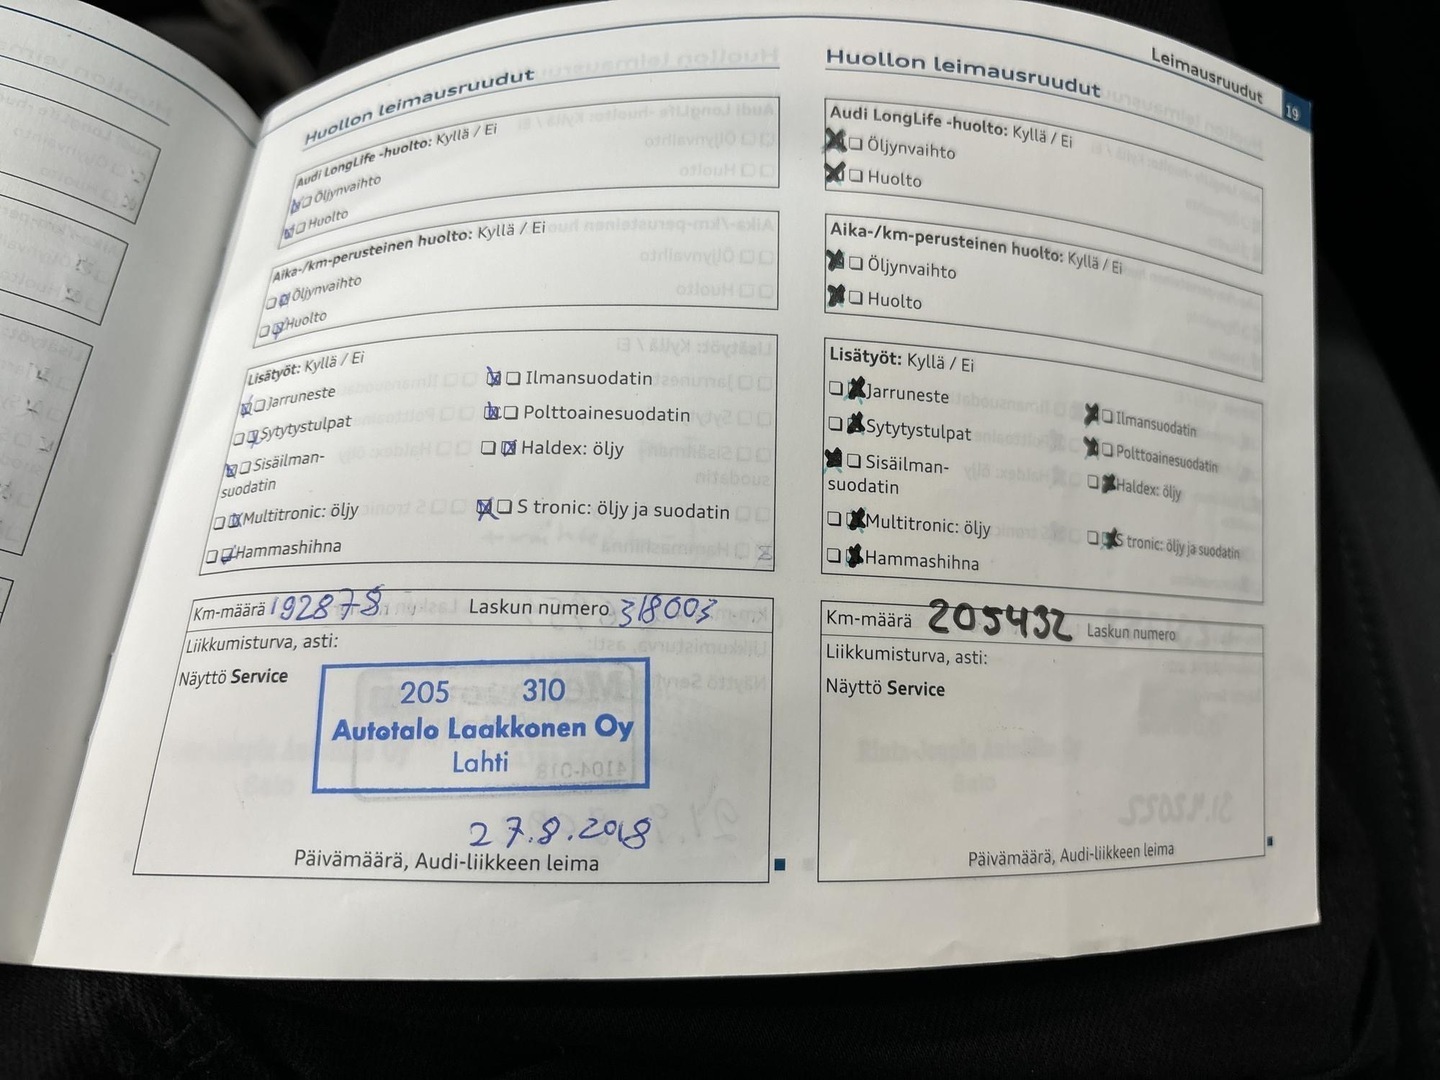 Leimausruudut
19
Huollon leimausruudut
Audi LongLife -huolto: Kyllä / Ei
Öljynvaihto
Huolto
Aika-/km-perusteinen huolto: Kyllä / Ei
Öljynvaihto
Huolto
Lisätyöt: Kyllä / Ei
Jarruneste
Sytytystulpat
Sisäilman-
suodatin
Multitronic: öljy
Hammashihna
Ilmansuodatin
Polttoainesuodatin
Haldex: öljy
S tronic: öljy ja suodatin
Km-määrä 192878 Laskun numero 318003
Liikkumisturva, asti:
Näyttö Service
205 310
Autotalo Laakkonen Oy
Lahti
27.8.2018
Päivämäärä, Audi-liikkeen leima
Huollon leimausruudut
Audi LongLife -huolto: Kyllä / Ei
Öljynvaihto
Huolto
Aika-/km-perusteinen huolto: Kyllä / Ei
Öljynvaihto
Huolto
Lisätyöt: Kyllä / Ei
Jarruneste
Sytytystulpat
Sisäilman-
suodatin
Multitronic: öljy
Hammashihna
Ilmansuodatin
Polttoainesuodatin
Haldex: öljy
S tronic: öljy ja suodatin
Km-määrä 205432 Laskun numero
Liikkumisturva, asti:
Näyttö Service
Päivämäärä, Audi-liikkeen leima